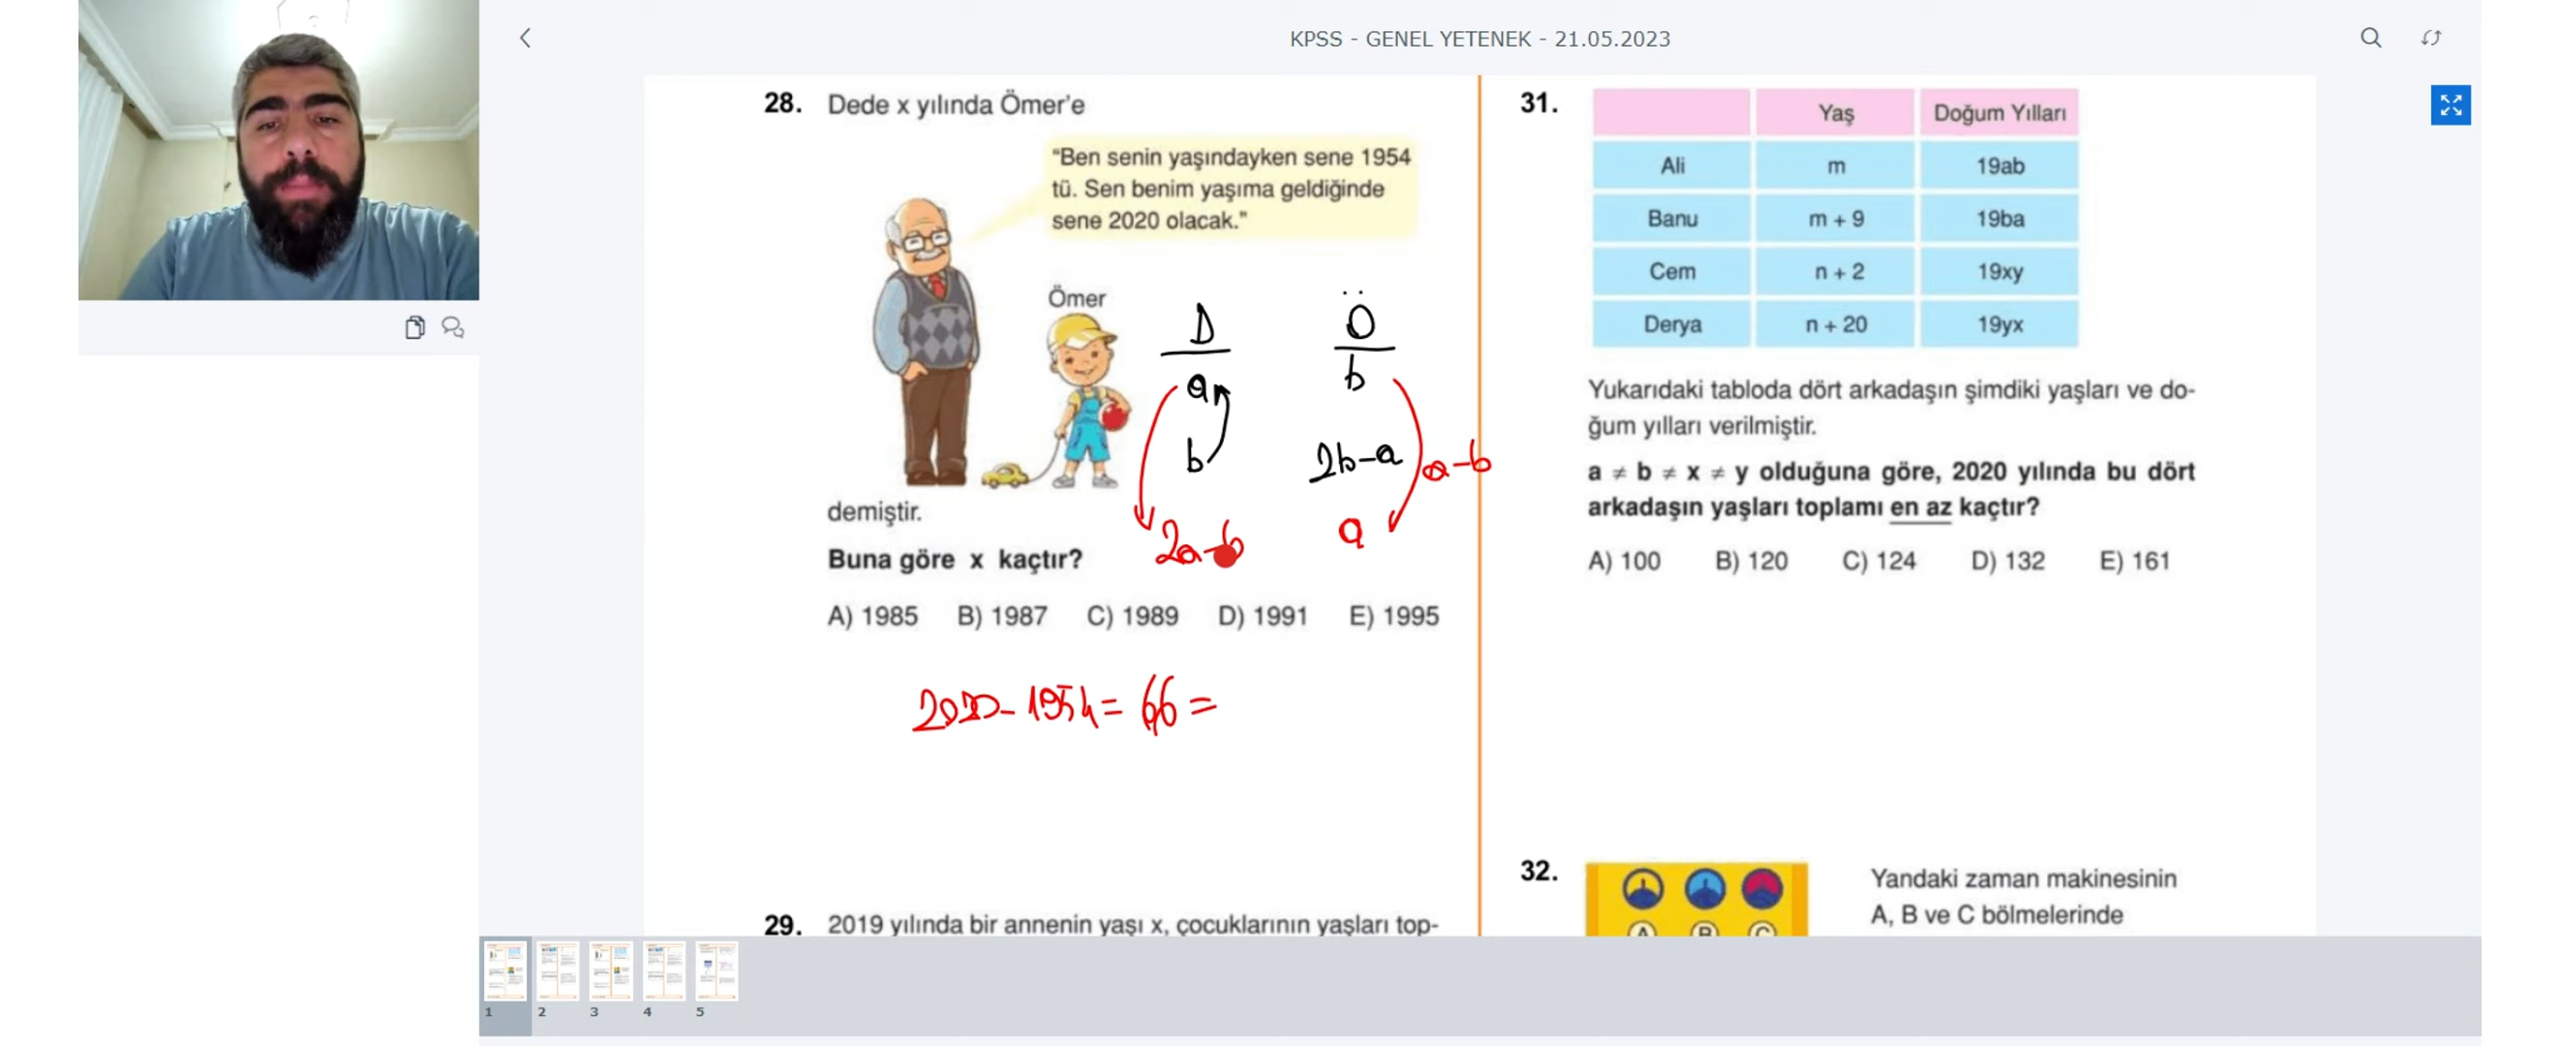 KPSS - GENEL YETENEK - 21.05.2023
28. Dede x yılında Ömer'e
"Ben senin yaşındayken sene 1954
tü. Sen benim yaşıma geldiğinde
sene 2020 olacak."
Ömer
D Ö
a b
b 2b-a
a-b
2a-b a
demiştir.
Buna göre x kaçtır?
A) 1985 B) 1987 C) 1989 D) 1991 E) 1995
2020-1954=66=
29. 2019 yılında bir annenin yaşı x, çocuklarının yaşları top-
31.
Yaş Doğum Yılları
Ali m 19ab
Banu m + 9 19ba
Cem n + 2 19xy
Derya n + 20 19yx
Yukarıdaki tabloda dört arkadaşın şimdiki yaşları ve do-
ğum yılları verilmiştir.
a ≠ b ≠ x ≠ y olduğuna göre, 2020 yılında bu dört
arkadaşın yaşları toplamı en az kaçtır?
A) 100 B) 120 C) 124 D) 132 E) 161
32. Yandaki zaman makinesinin
A, B ve C bölmelerinde
A B C
1 2 3 4 5